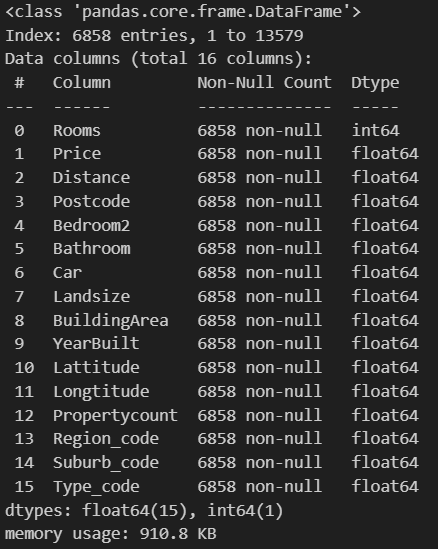 <class 'pandas.core.frame.DataFrame'>
Index: 6858 entries, 1 to 13579
Data columns (total 16 columns):
 #   Column         Non-Null Count  Dtype
---  ------         --------------  -----
 0   Rooms          6858 non-null   int64
 1   Price          6858 non-null   float64
 2   Distance       6858 non-null   float64
 3   Postcode       6858 non-null   float64
 4   Bedroom2       6858 non-null   float64
 5   Bathroom       6858 non-null   float64
 6   Car            6858 non-null   float64
 7   Landsize       6858 non-null   float64
 8   BuildingArea   6858 non-null   float64
 9   YearBuilt      6858 non-null   float64
 10  Lattitude      6858 non-null   float64
 11  Longtitude     6858 non-null   float64
 12  Propertycount  6858 non-null   float64
 13  Region_code    6858 non-null   float64
 14  Suburb_code    6858 non-null   float64
 15  Type_code      6858 non-null   float64
dtypes: float64(15), int64(1)
memory usage: 910.8 KB